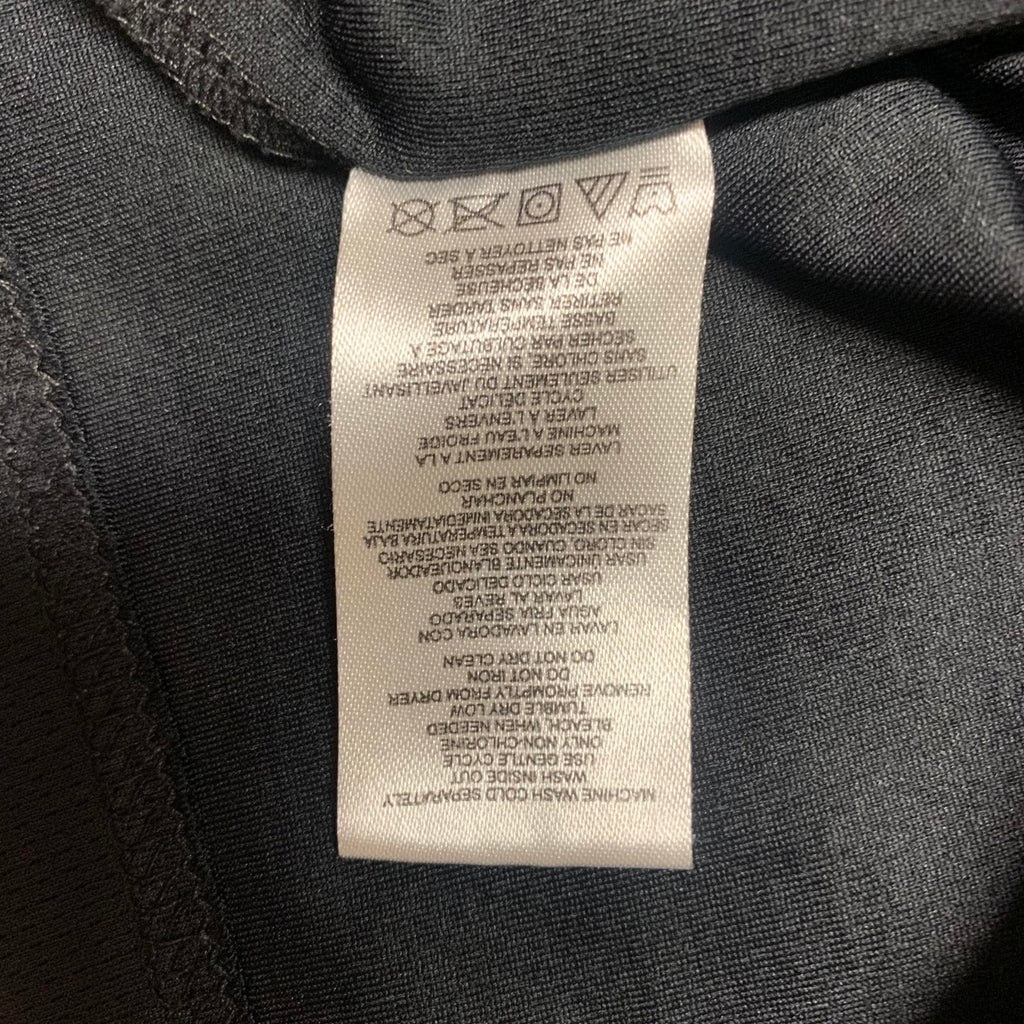 MACHINE WASH COLD SEPARATELY
WASH INSIDE OUT
USE GENTLE CYCLE
ONLY NON-CHLORINE
BLEACH, WHEN NEEDED
TUMBLE DRY LOW
REMOVE PROMPTLY FROM DRYER
DO NOT IRON
DO NOT DRY CLEAN
LAVAR EN LAVADORA CON
AGUA FRIA SEPARADO
LAVAR AL REVES
USAR CICLO DELICADO
USAR UNICAMENTE BLANQUEADOR
SIN CLORO, CUANDO SEA NECESARIO
SECAR EN SECADORA A TEMPERATURA BAJA
SACAR DE LA SECADORA INMEDIATAMENTE
NO PLANCHAR
NO LIMPIAR EN SECO
LAVER SEPAREMENT A LA
MACHINE A L'EAU FROIDE
LAVER À L'ENVERS
CYCLE DÉLICAT
UTILISER SEULEMENT DU JAVELLISANT
SANS CHLORE, SI NECESSAIRE
SÉCHER PAR CULBUTAGE À
BASSE TEMPERATURE
RETIRER SANS TARDER
DE LA SECHEUSE
NE PAS REPASSER
NE PAS NETTOYER A SEC